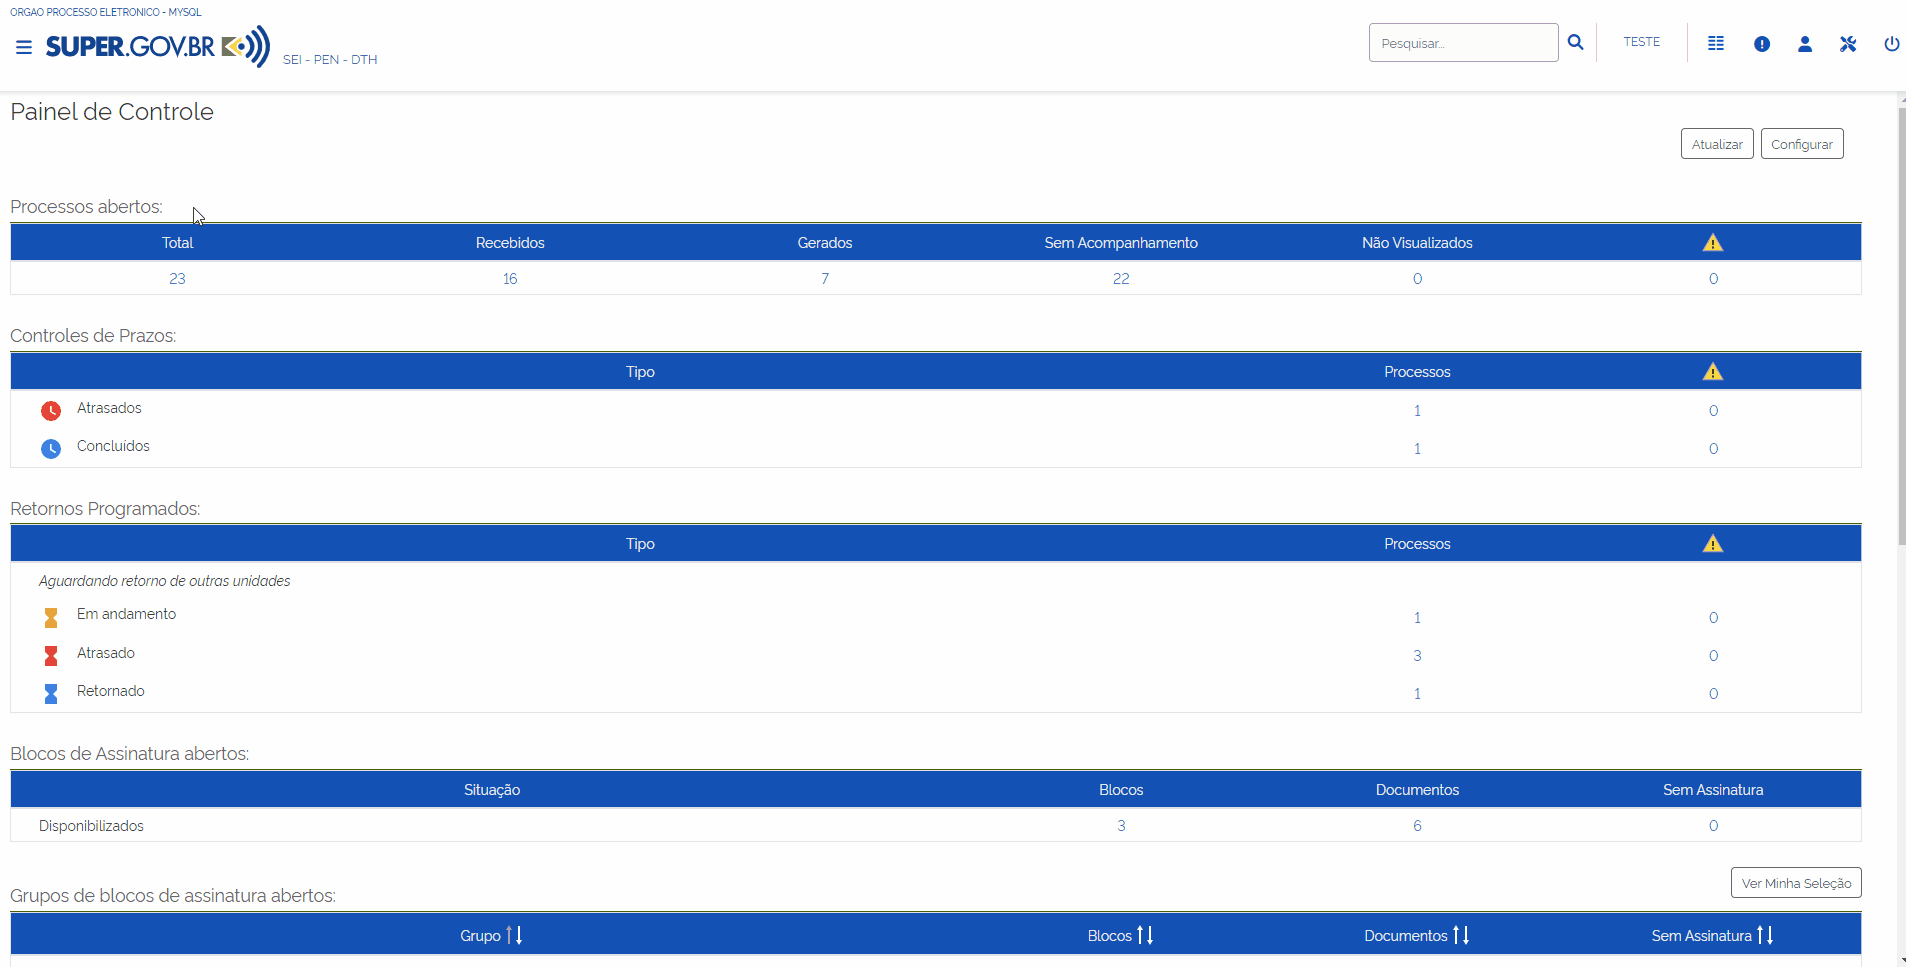 ORGAO PROCESSO ELETRONICO - MYSQL
SUPER.GOV.BR
SEI - PEN - DTH
Pesquisar...
TESTE
Painel de Controle
Atualizar
Configurar
Processos abertos:
Total Recebidos Gerados Sem Acompanhamento Não Visualizados
23 16 7 22 0 0
Controles de Prazos:
Tipo Processos
Atrasados 1 0
Concluídos 1 0
Retornos Programados:
Tipo Processos
Aguardando retorno de outras unidades
Em andamento 1 0
Atrasado 3 0
Retornado 1 0
Blocos de Assinatura abertos:
Situação Blocos Documentos Sem Assinatura
Disponibilizados 3 6 0
Ver Minha Seleção
Grupos de blocos de assinatura abertos:
Grupo Blocos Documentos Sem Assinatura